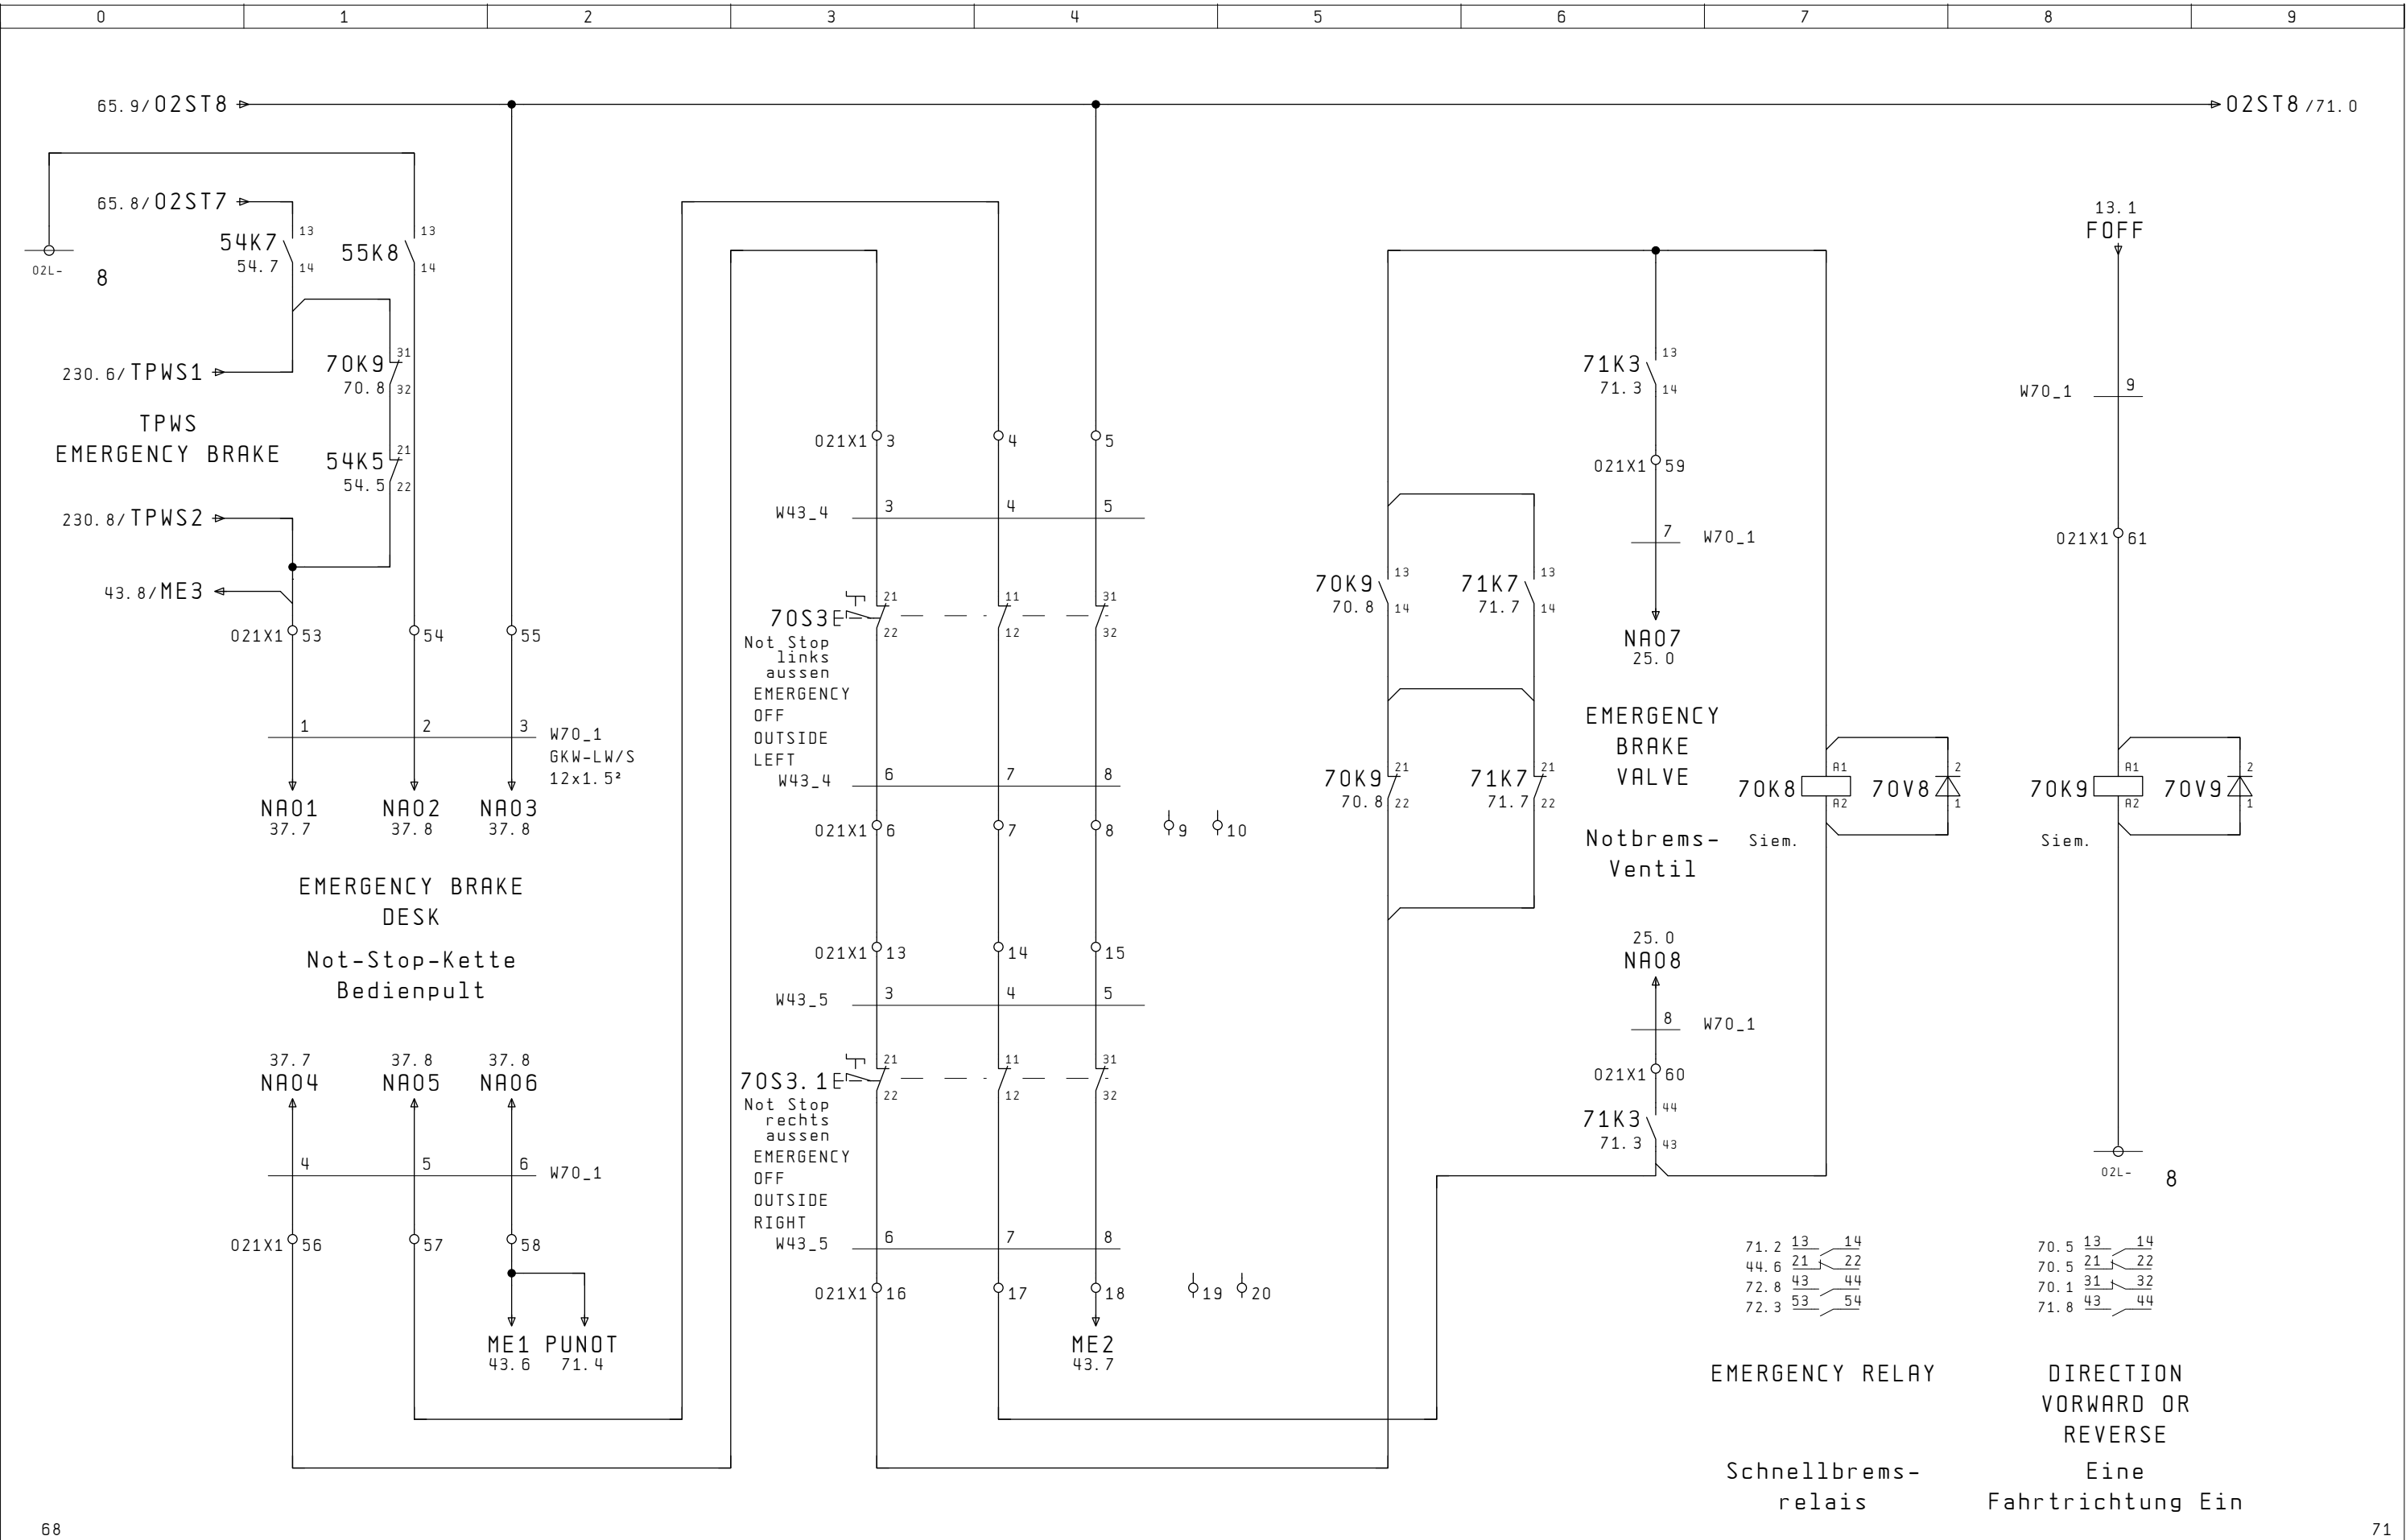 0 1 2 3 4 5 6 7 8 9
65.9/02ST8
02ST8/71.0
65.8/02ST7
13
54K7
54.7
14
13
55K8
14
02L-
8
230.6/TPWS1
31
70K9
70.8
32
TPWS
EMERGENCY BRAKE
21
54K5
54.5
22
230.8/TPWS2
43.8/ME3
021X1 53 54 55
1 2 3
W70_1
GKW-LW/S
12x1.5²
NA01 NA02 NA03
37.7 37.8 37.8
EMERGENCY BRAKE
DESK
Not-Stop-Kette
Bedienpult
37.7 37.8 37.8
NA04 NA05 NA06
4 5 6
W70_1
021X1 56 57 58
ME1 PUNOT
43.6 71.4
021X1 3 4 5
W43_4 3 4 5
21 11 31
70S3
22 12 32
Not Stop
links
aussen
EMERGENCY
OFF
OUTSIDE
LEFT
W43_4 6 7 8
021X1 6 7 8 9 10
021X1 13 14 15
W43_5 3 4 5
21 11 31
70S3.1
22 12 32
Not Stop
rechts
aussen
EMERGENCY
OFF
OUTSIDE
RIGHT
W43_5 6 7 8
021X1 16 17 18 19 20
ME2
43.7
13 13
70K9 71K7
70.8 14 71.7 14
21 21
70K9 71K7
70.8 22 71.7 22
13
71K3
71.3 14
021X1 59
7 W70_1
NA07
25.0
EMERGENCY
BRAKE
VALVE
Notbrems-
Ventil
25.0
NA08
8 W70_1
021X1 60
44
71K3
71.3 43
A1 2
70K8 70V8
A2 1
Siem.
13.1
FOFF
W70_1 9
021X1 61
A1 2
70K9 70V9
A2 1
Siem.
02L-
8
71.2 13 14
44.6 21 22
72.8 43 44
72.3 53 54
70.5 13 14
70.5 21 22
70.1 31 32
71.8 43 44
EMERGENCY RELAY
Schnellbrems-
relais
DIRECTION
VORWARD OR
REVERSE
Eine
Fahrtrichtung Ein
68
71